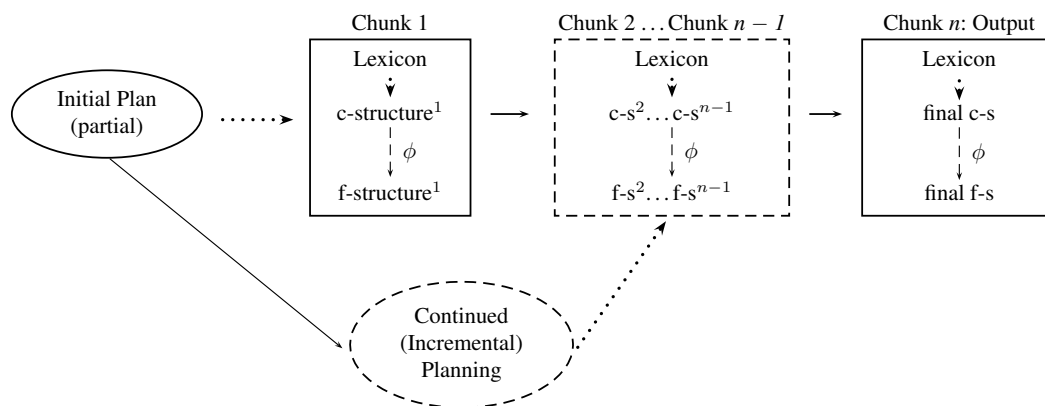 Chunk 1
Chunk 2 … Chunk n − 1
Chunk n: Output
Initial Plan
(partial)
Lexicon
c-structure¹
ϕ
f-structure¹
Lexicon
c-s²…c-sⁿ⁻¹
ϕ
f-s²…f-sⁿ⁻¹
Lexicon
final c-s
ϕ
final f-s
Continued
(Incremental)
Planning